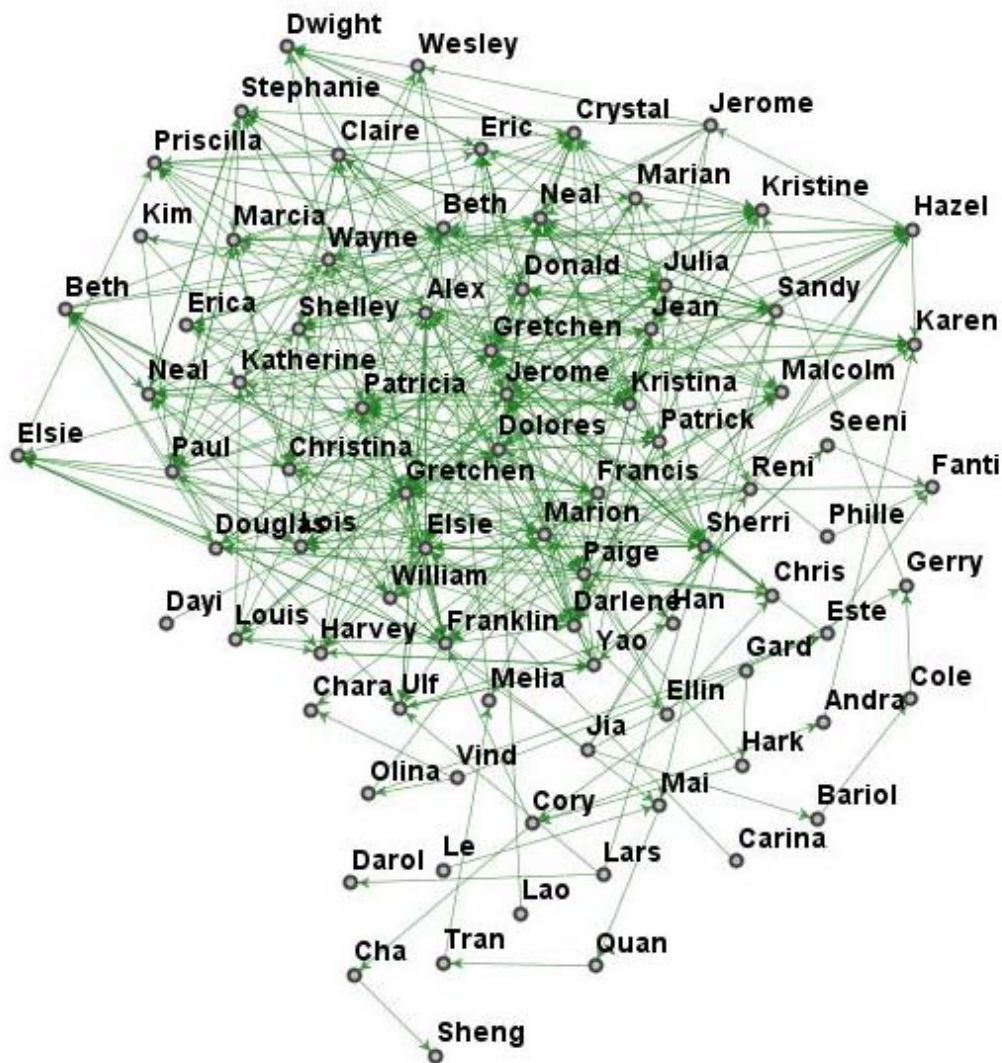 Dwight
Wesley
Stephanie
Crystal
Jerome
Priscilla
Claire
Eric
Marian
Kristine
Kim
Marcia
Beth
Neal
Hazel
Wayne
Donald
Julia
Beth
Erica
Shelley
Alex
Jean
Sandy
Karen
Gretchen
Neal
Katherine
Patricia
Jerome
Kristina
Malcolm
Elsie
Paul
Christina
Dolores
Patrick
Seeni
Gretchen
Francis
Reni
Fanti
Douglas
Lois
Elsie
Marion
Sherri
Phille
Dayi
William
Paige
Chris
Gerry
Louis
Harvey
Franklin
Darlene
Han
Este
Chara
Ulf
Melia
Yao
Gard
Ellin
Andra
Cole
Olina
Vind
Jia
Hark
Cory
Mai
Bariol
Darol
Le
Lars
Carina
Lao
Cha
Tran
Quan
Sheng